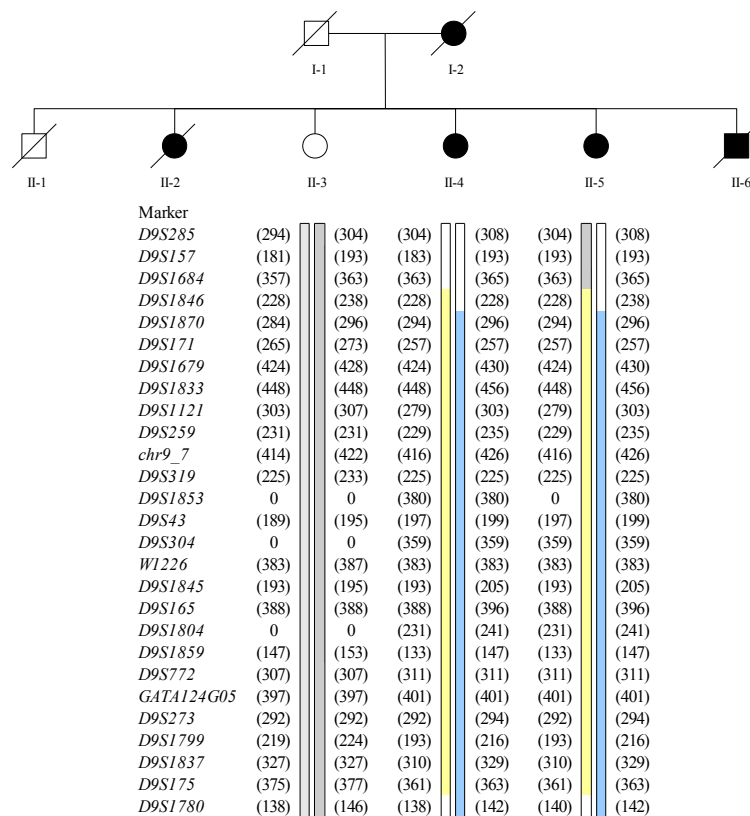 I-1 I-2
II-1 II-2 II-3 II-4 II-5 II-6
Marker
D9S285 (294) (304) (304) (308) (304) (308)
D9S157 (181) (193) (183) (193) (193) (193)
D9S1684 (357) (363) (363) (365) (363) (365)
D9S1846 (228) (238) (228) (228) (228) (238)
D9S1870 (284) (296) (294) (296) (294) (296)
D9S171 (265) (273) (257) (257) (257) (257)
D9S1679 (424) (428) (424) (430) (424) (430)
D9S1833 (448) (448) (448) (456) (448) (456)
D9S1121 (303) (307) (279) (303) (279) (303)
D9S259 (231) (231) (229) (235) (229) (235)
chr9_7 (414) (422) (416) (426) (416) (426)
D9S319 (225) (233) (225) (225) (225) (225)
D9S1853 0 0 (380) (380) 0 (380)
D9S43 (189) (195) (197) (199) (197) (199)
D9S304 0 0 (359) (359) (359) (359)
W1226 (383) (387) (383) (383) (383) (383)
D9S1845 (193) (195) (193) (205) (193) (205)
D9S165 (388) (388) (388) (396) (388) (396)
D9S1804 0 0 (231) (241) (231) (241)
D9S1859 (147) (153) (133) (147) (133) (147)
D9S772 (307) (307) (311) (311) (311) (311)
GATA124G05 (397) (397) (401) (401) (401) (401)
D9S273 (292) (292) (292) (294) (292) (294)
D9S1799 (219) (224) (193) (216) (193) (216)
D9S1837 (327) (327) (310) (329) (310) (329)
D9S175 (375) (377) (361) (363) (361) (363)
D9S1780 (138) (146) (138) (142) (140) (142)